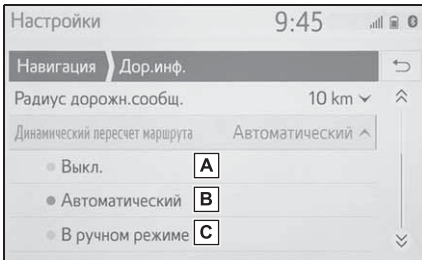 Настройки 9:45
Навигация Дор.инф.
Радиус дорожн.сообщ. 10 km
Динамический пересчет маршрута Автоматический
Выкл. A
Автоматический B
В ручном режиме C